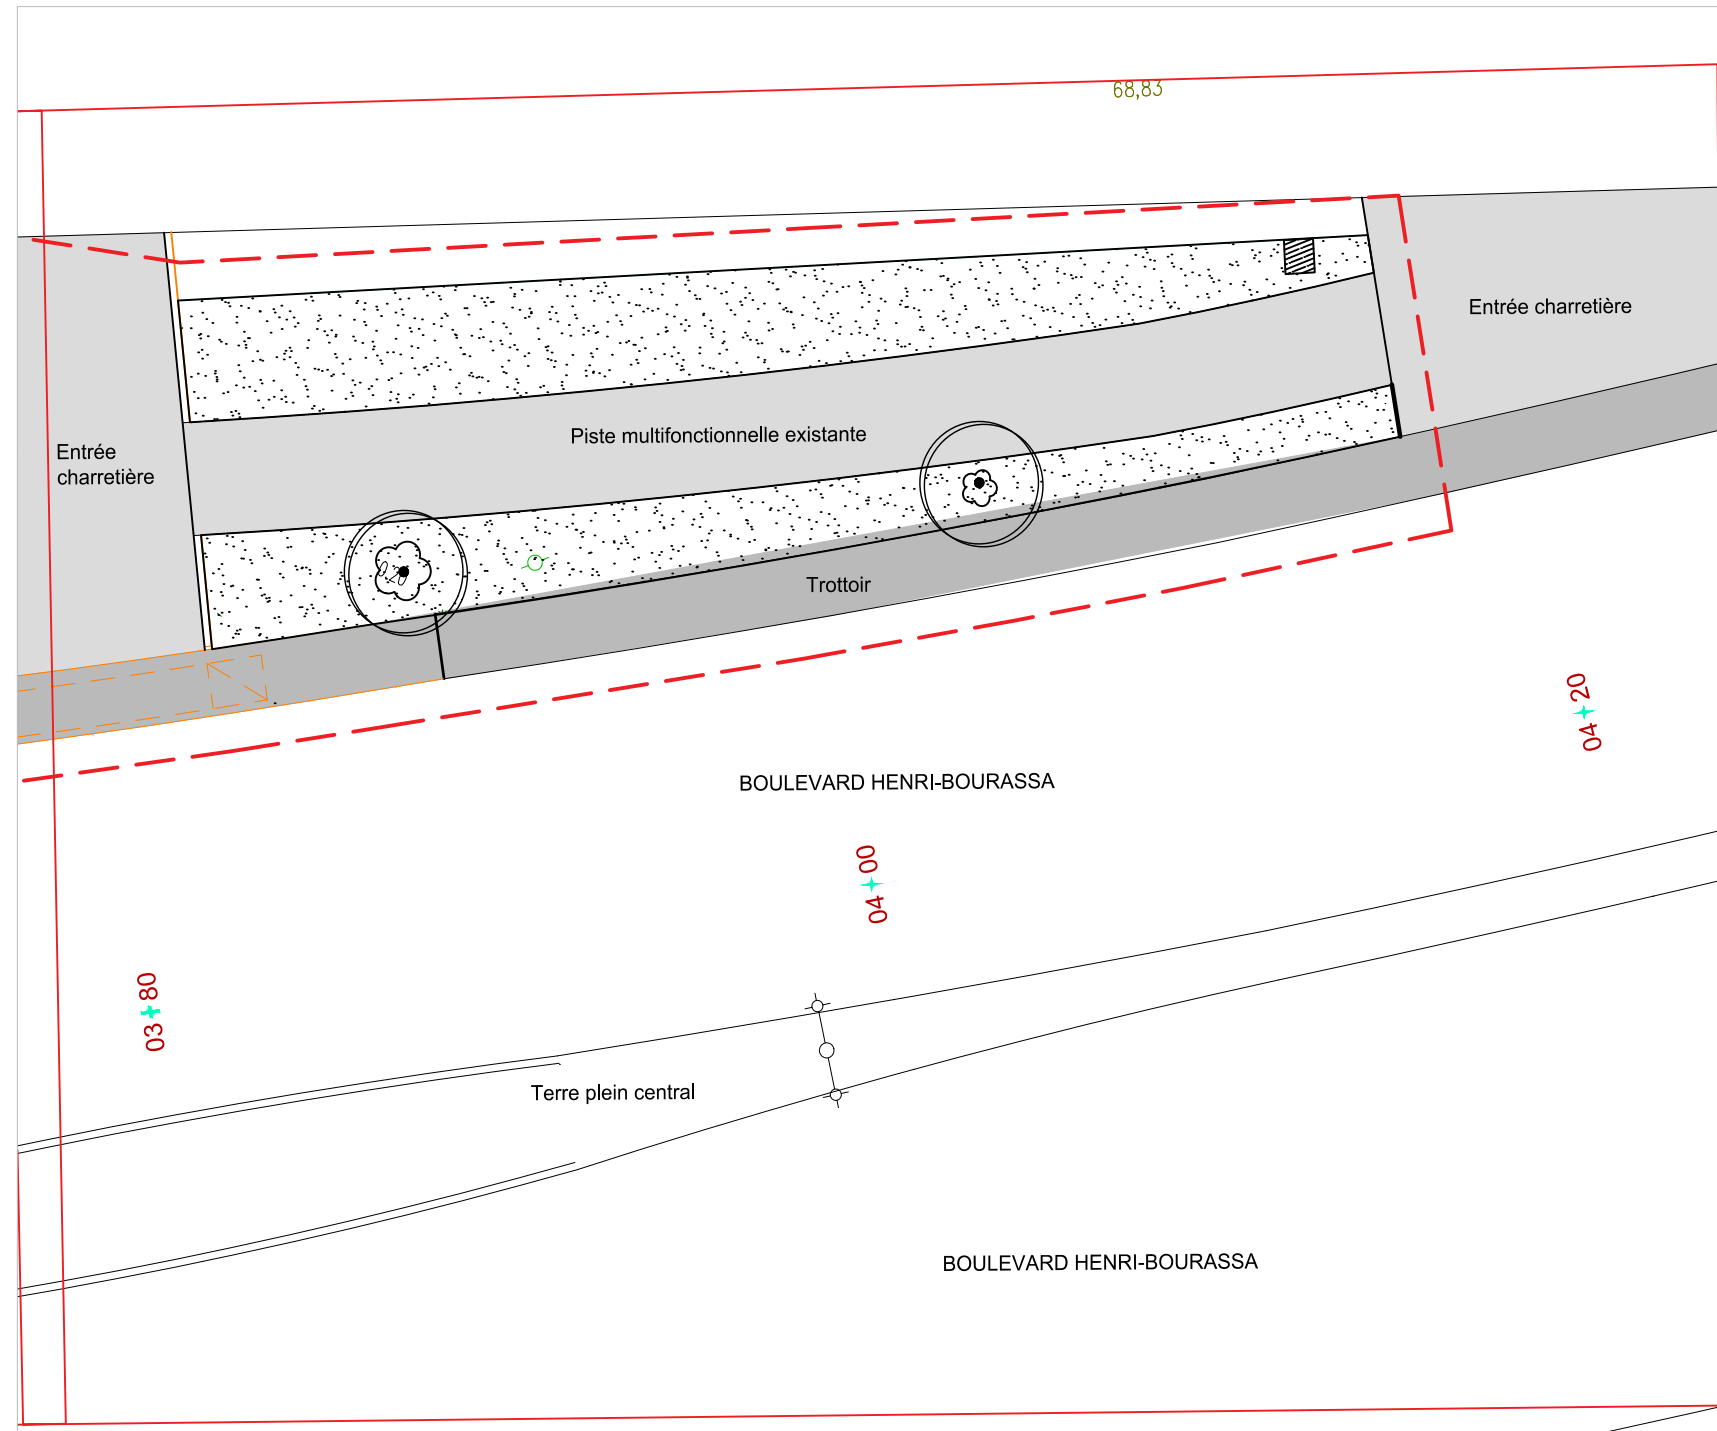 68,83
Entrée charretière
Piste multifonctionnelle existante
Entrée
charretière
Trottoir
04+20
BOULEVARD HENRI-BOURASSA
04+00
03+80
Terre plein central
BOULEVARD HENRI-BOURASSA